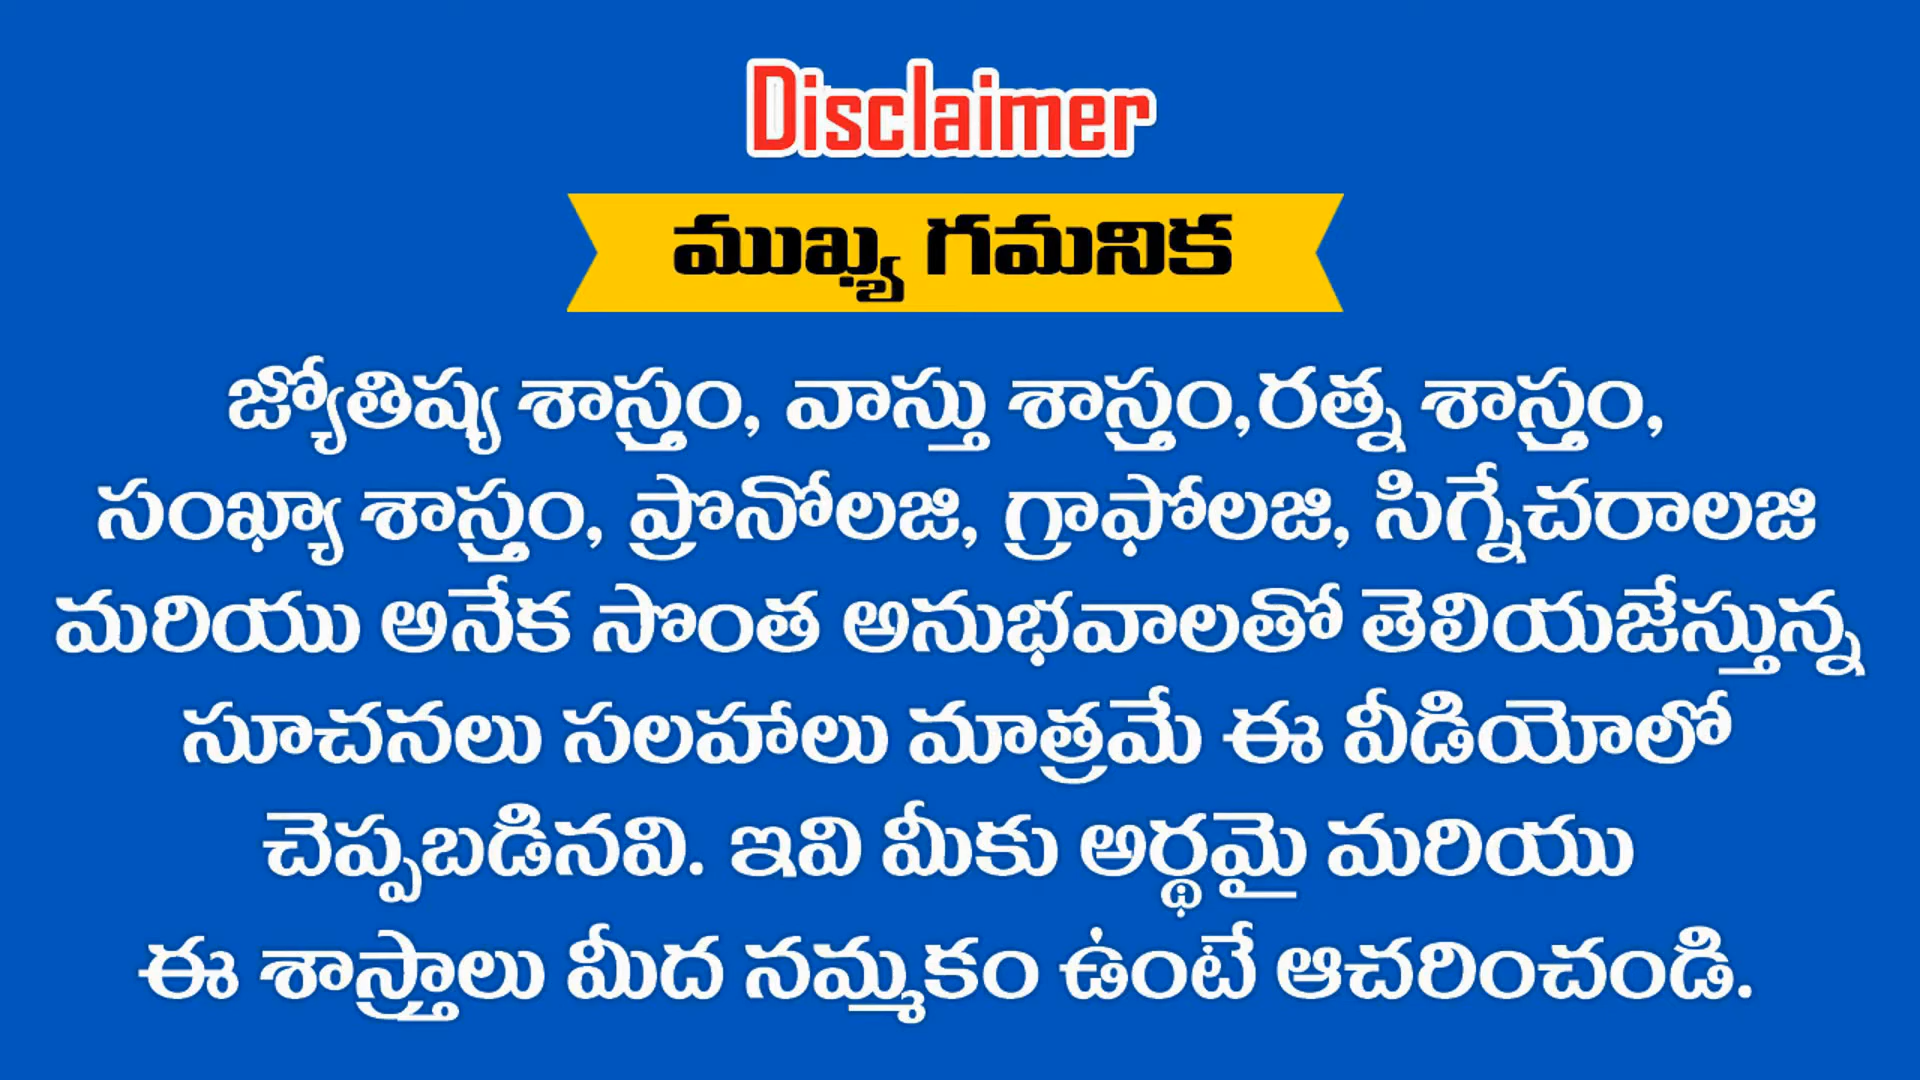 Disclaimer
ముఖ్య గమనిక
జ్యోతిష్య శాస్త్రం, వాస్తు శాస్త్రం,రత్న శాస్త్రం,
సంఖ్యా శాస్త్రం, ప్రొనోలజి, గ్రాఫోలజి, సిగ్నేచరాలజి
మరియు అనేక సొంత అనుభవాలతో తెలియజేస్తున్న
సూచనలు సలహాలు మాత్రమే ఈ వీడియోలో
చెప్పబడినవి. ఇవి మీకు అర్థమై మరియు
ఈ శాస్త్రాలు మీద నమ్మకం ఉంటే ఆచరించండి.